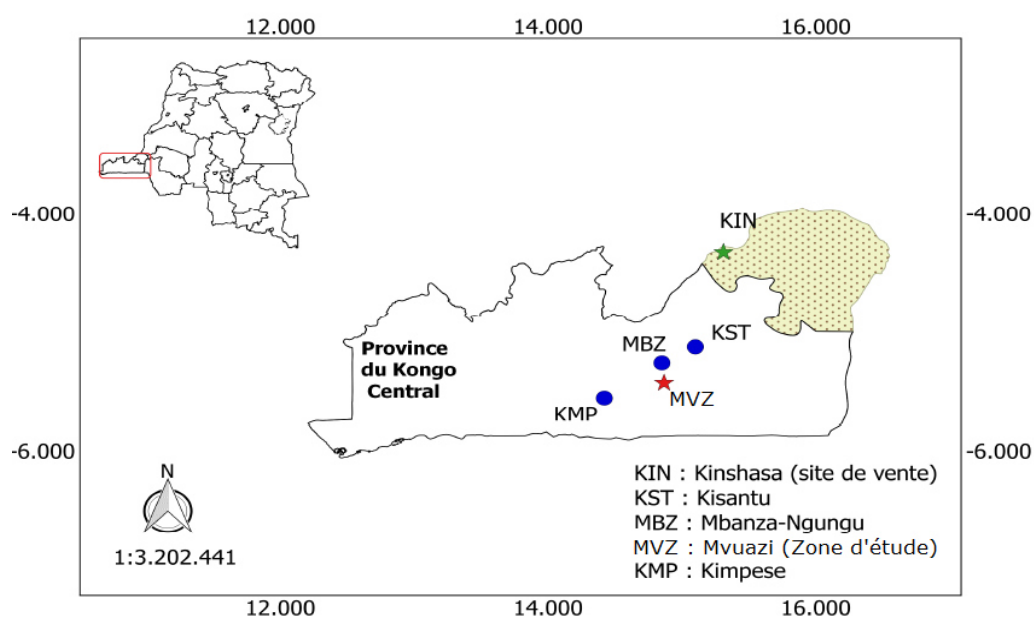 12.000 14.000 16.000
-4.000 -4.000
KIN
KST
MBZ
Province
du Kongo
Central
MVZ
KMP
-6.000 -6.000
N
1:3.202.441
KIN : Kinshasa (site de vente)
KST : Kisantu
MBZ : Mbanza-Ngungu
MVZ : Mvuazi (Zone d'étude)
KMP : Kimpese
12.000 14.000 16.000